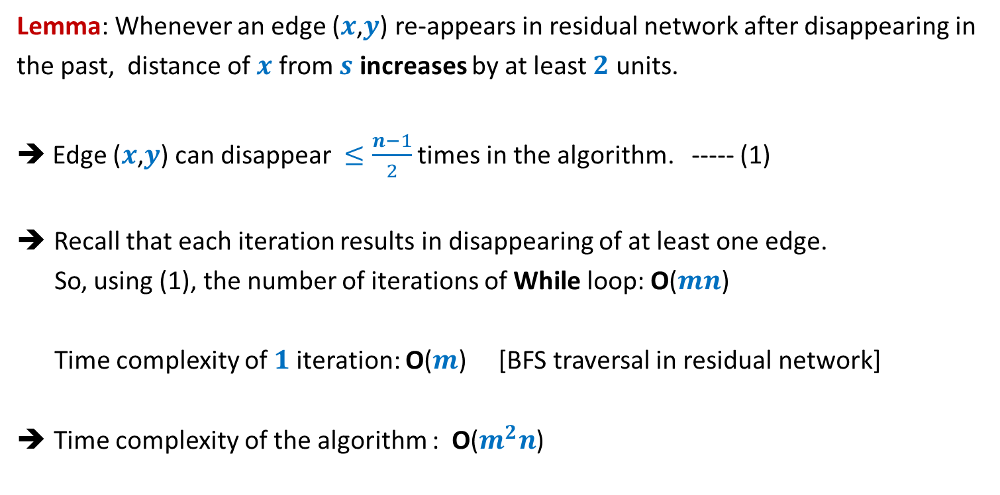 Lemma: Whenever an edge (x,y) re-appears in residual network after disappearing in
the past, distance of x from s increases by at least 2 units.
➔ Edge (x,y) can disappear ≤ (n−1)/2 times in the algorithm. ----- (1)
➔ Recall that each iteration results in disappearing of at least one edge.
So, using (1), the number of iterations of While loop: O(mn)
Time complexity of 1 iteration: O(m) [BFS traversal in residual network]
➔ Time complexity of the algorithm : O(m²n)